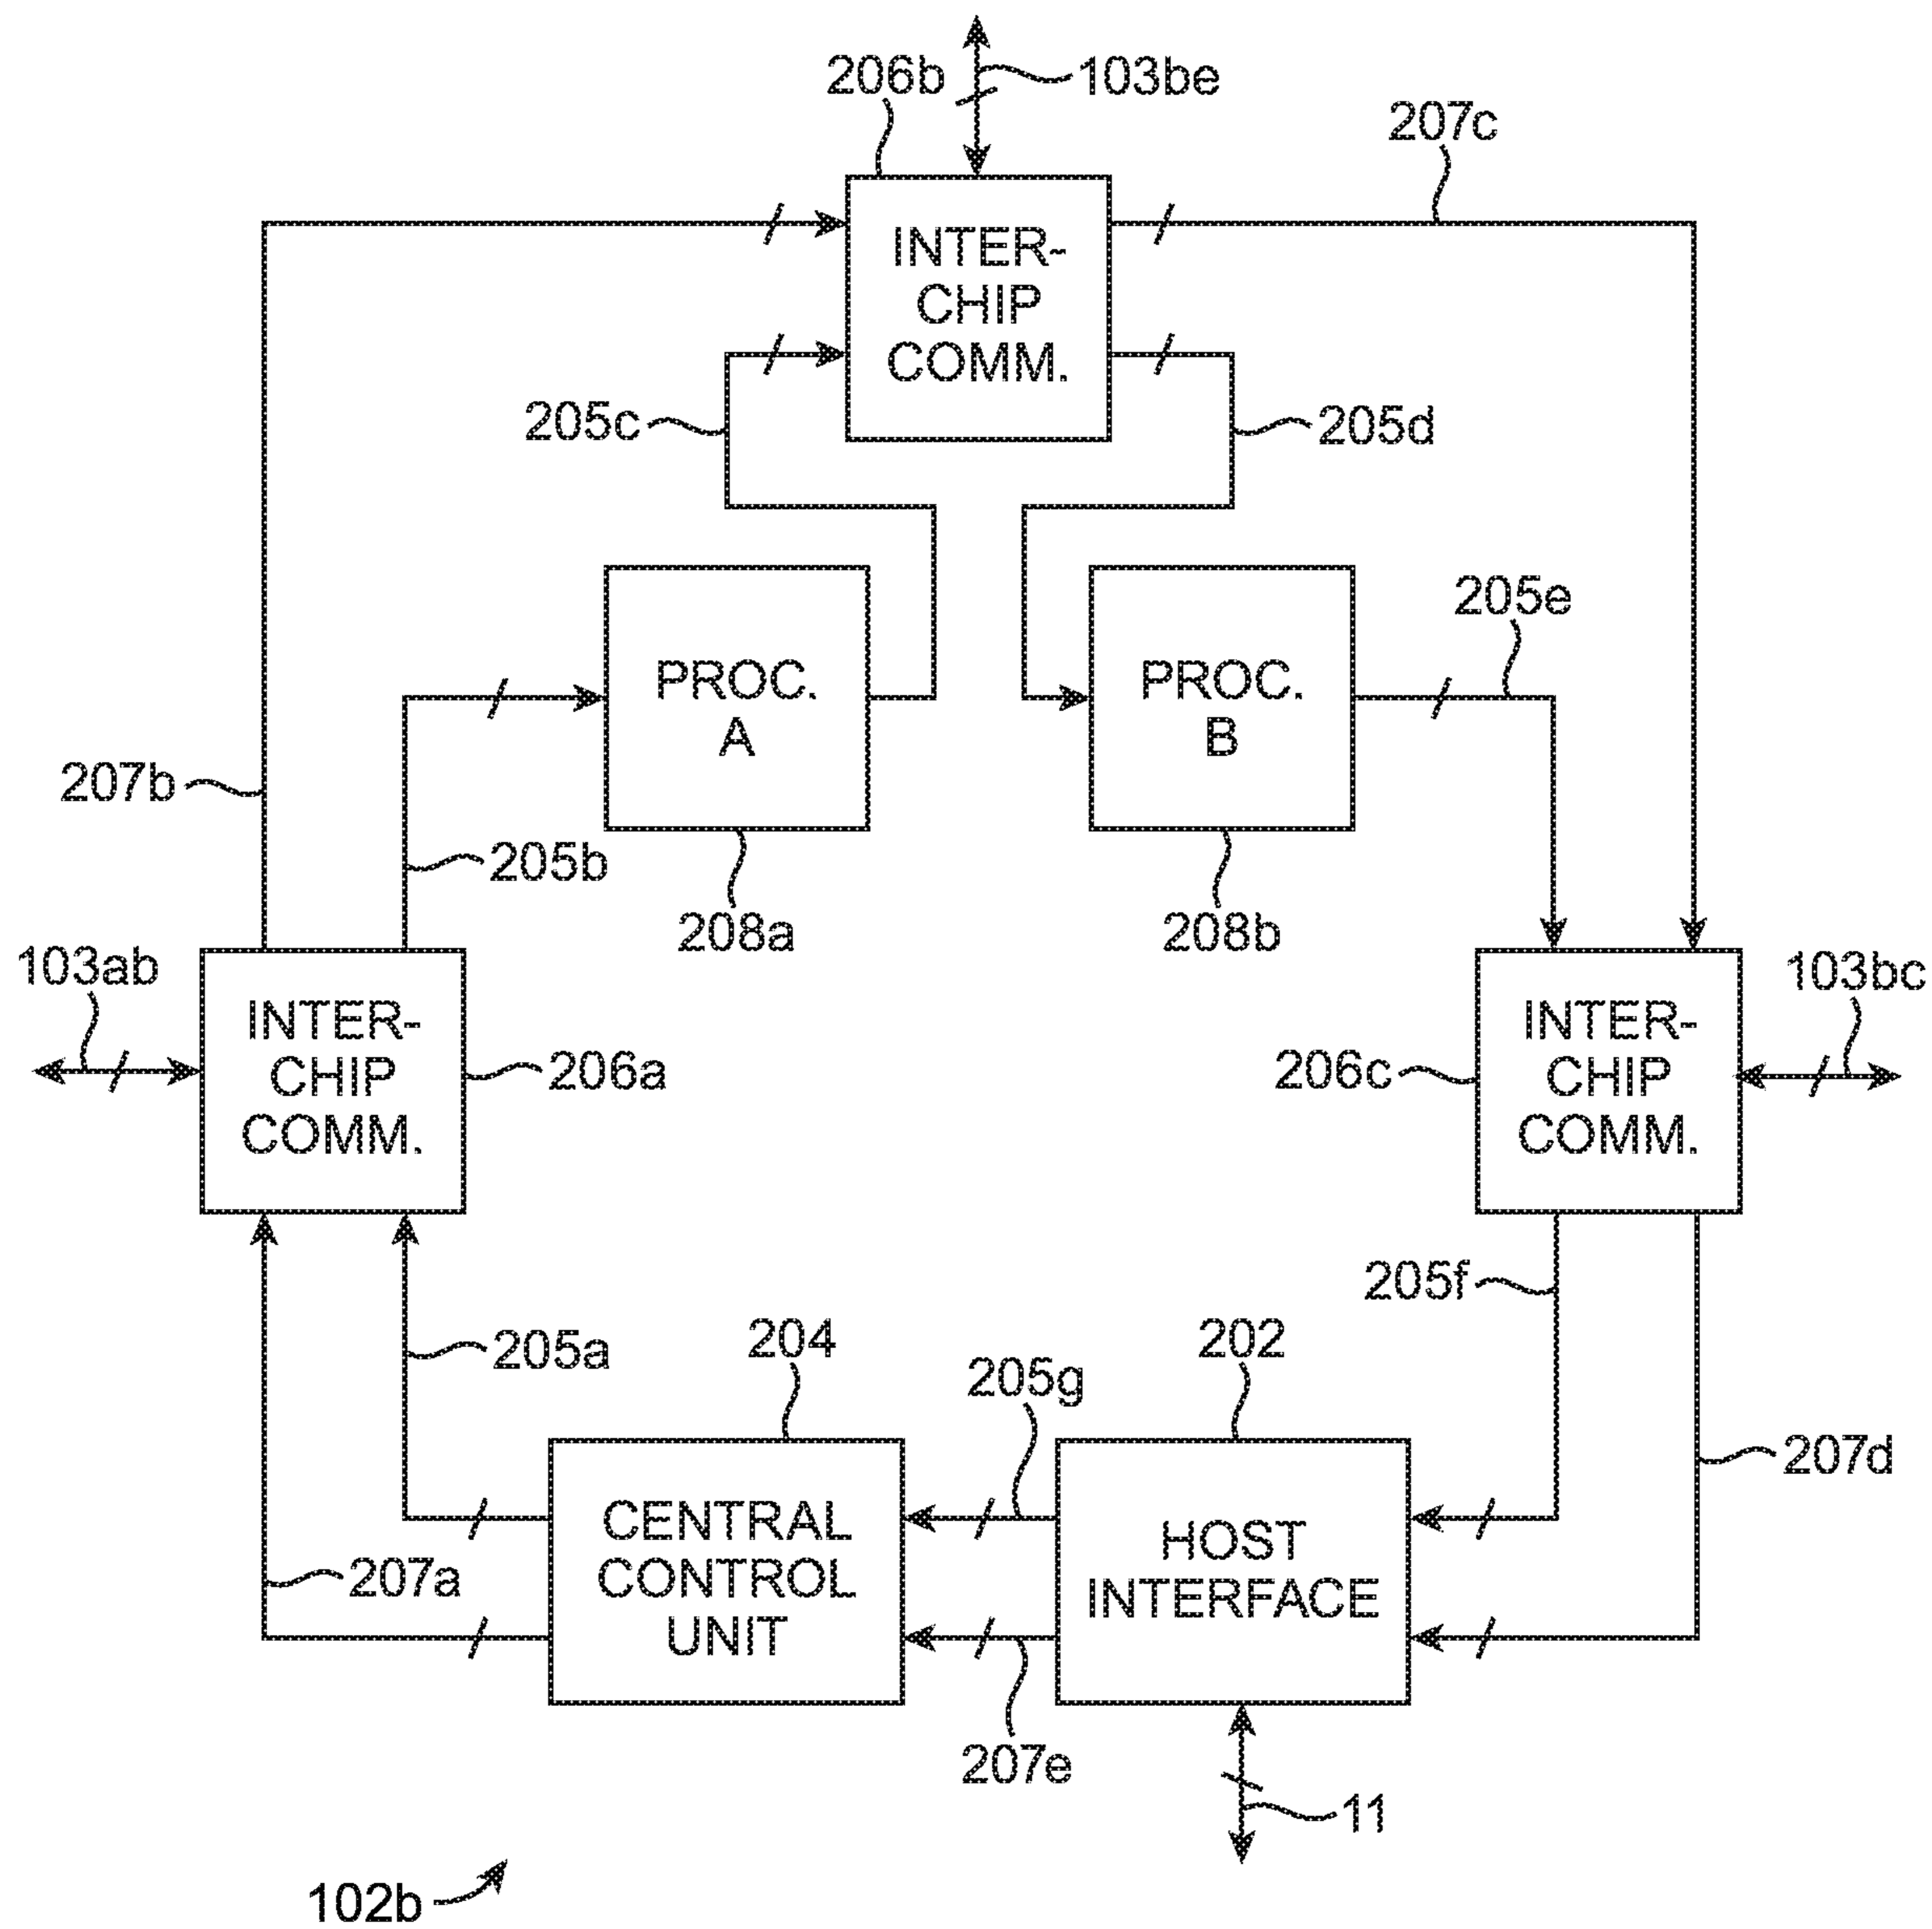 206b
103be
207c
INTER-
CHIP
COMM.
205c
205d
205e
PROC.
A
PROC.
B
207b
205b
208a
208b
103ab
103bc
INTER-
CHIP
COMM.
206a
206c
INTER-
CHIP
COMM.
205f
205a
204
205g
202
207d
CENTRAL
CONTROL
UNIT
HOST
INTERFACE
207a
207e
11
102b